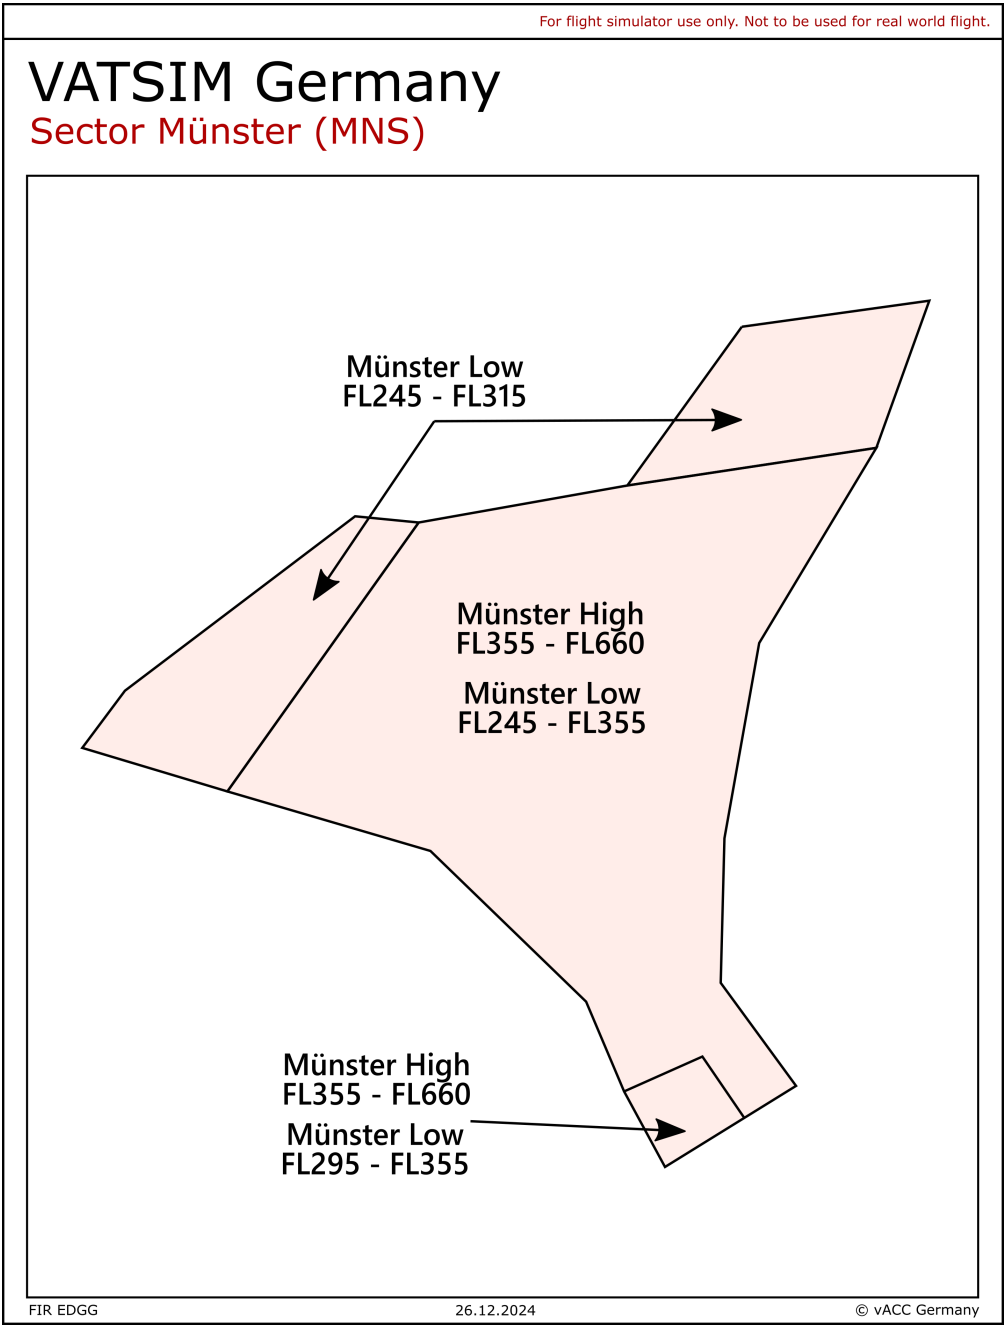 For flight simulator use only. Not to be used for real world flight.
VATSIM Germany
Sector Münster (MNS)
Münster Low
FL245 - FL315
Münster High
FL355 - FL660
Münster Low
FL245 - FL355
Münster High
FL355 - FL660
Münster Low
FL295 - FL355
FIR EDGG
26.12.2024
© vACC Germany